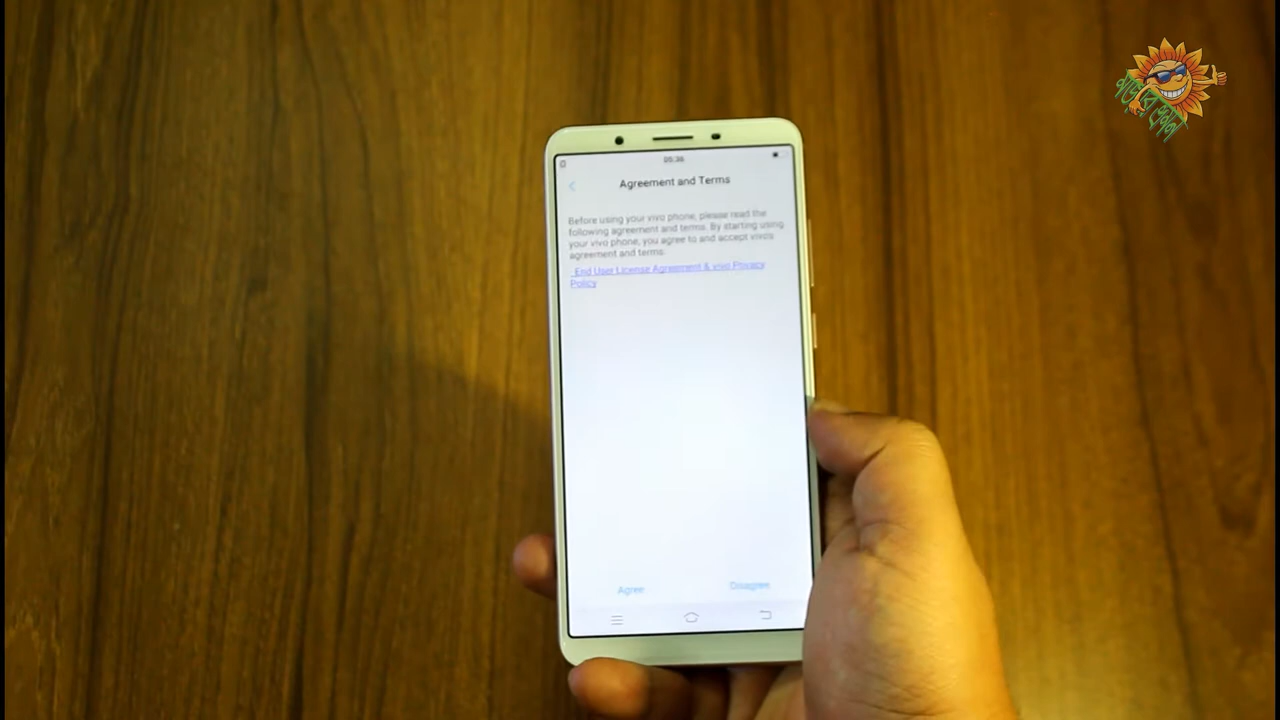 05:36
Agreement and Terms
Before using your vivo phone, please read the
following agreement and terms. By starting using
your vivo phone, you agree to and accept vivo's
agreement and terms:
End User License Agreement & vivo Privacy
Policy
Agree
Disagree